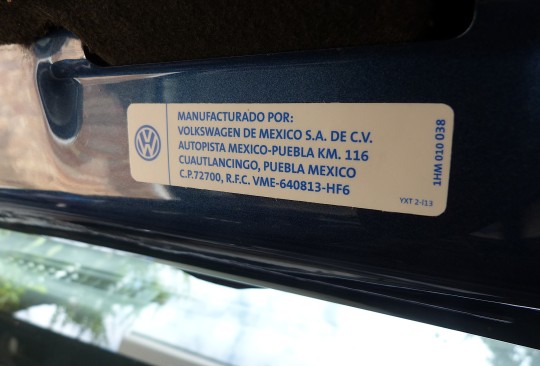 MANUFACTURADO POR:
VOLKSWAGEN DE MEXICO S.A. DE C.V.
AUTOPISTA MEXICO-PUEBLA KM. 116
CUAUTLANCINGO, PUEBLA MEXICO
C.P.72700, R.F.C. VME-640813-HF6
1HM 010 038
YXT 2-I13